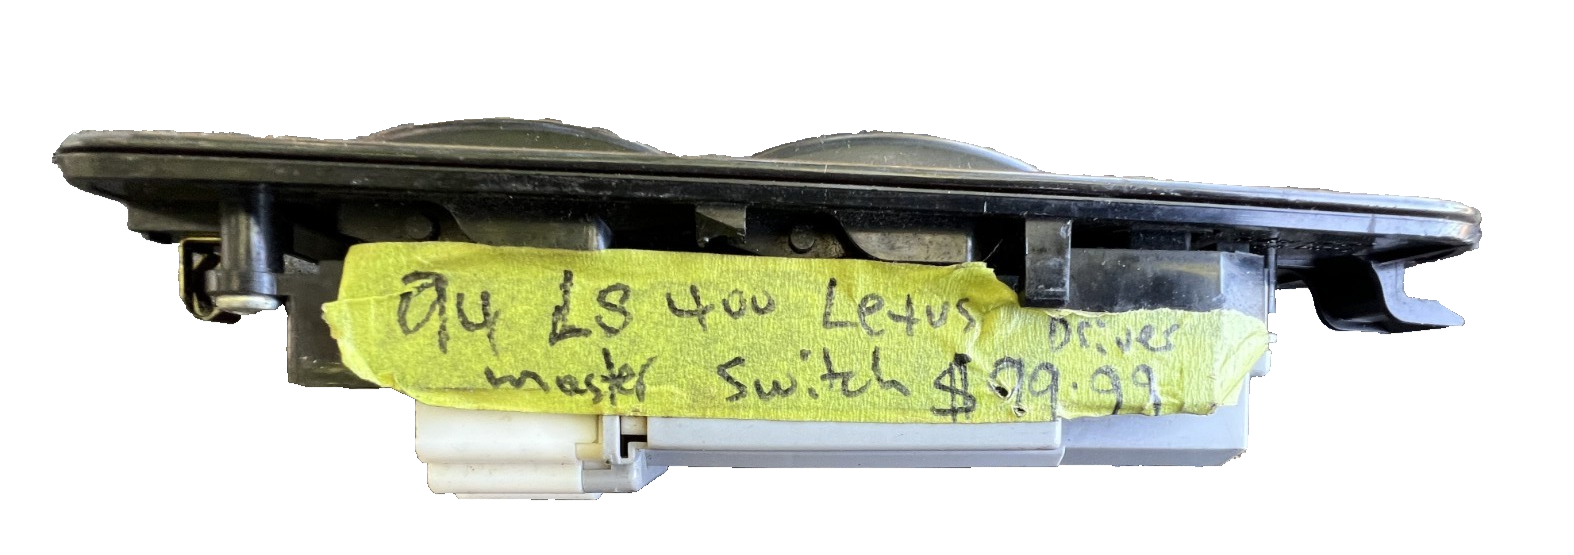 94 LS 400 Lexus Driver
master Switch $99.99